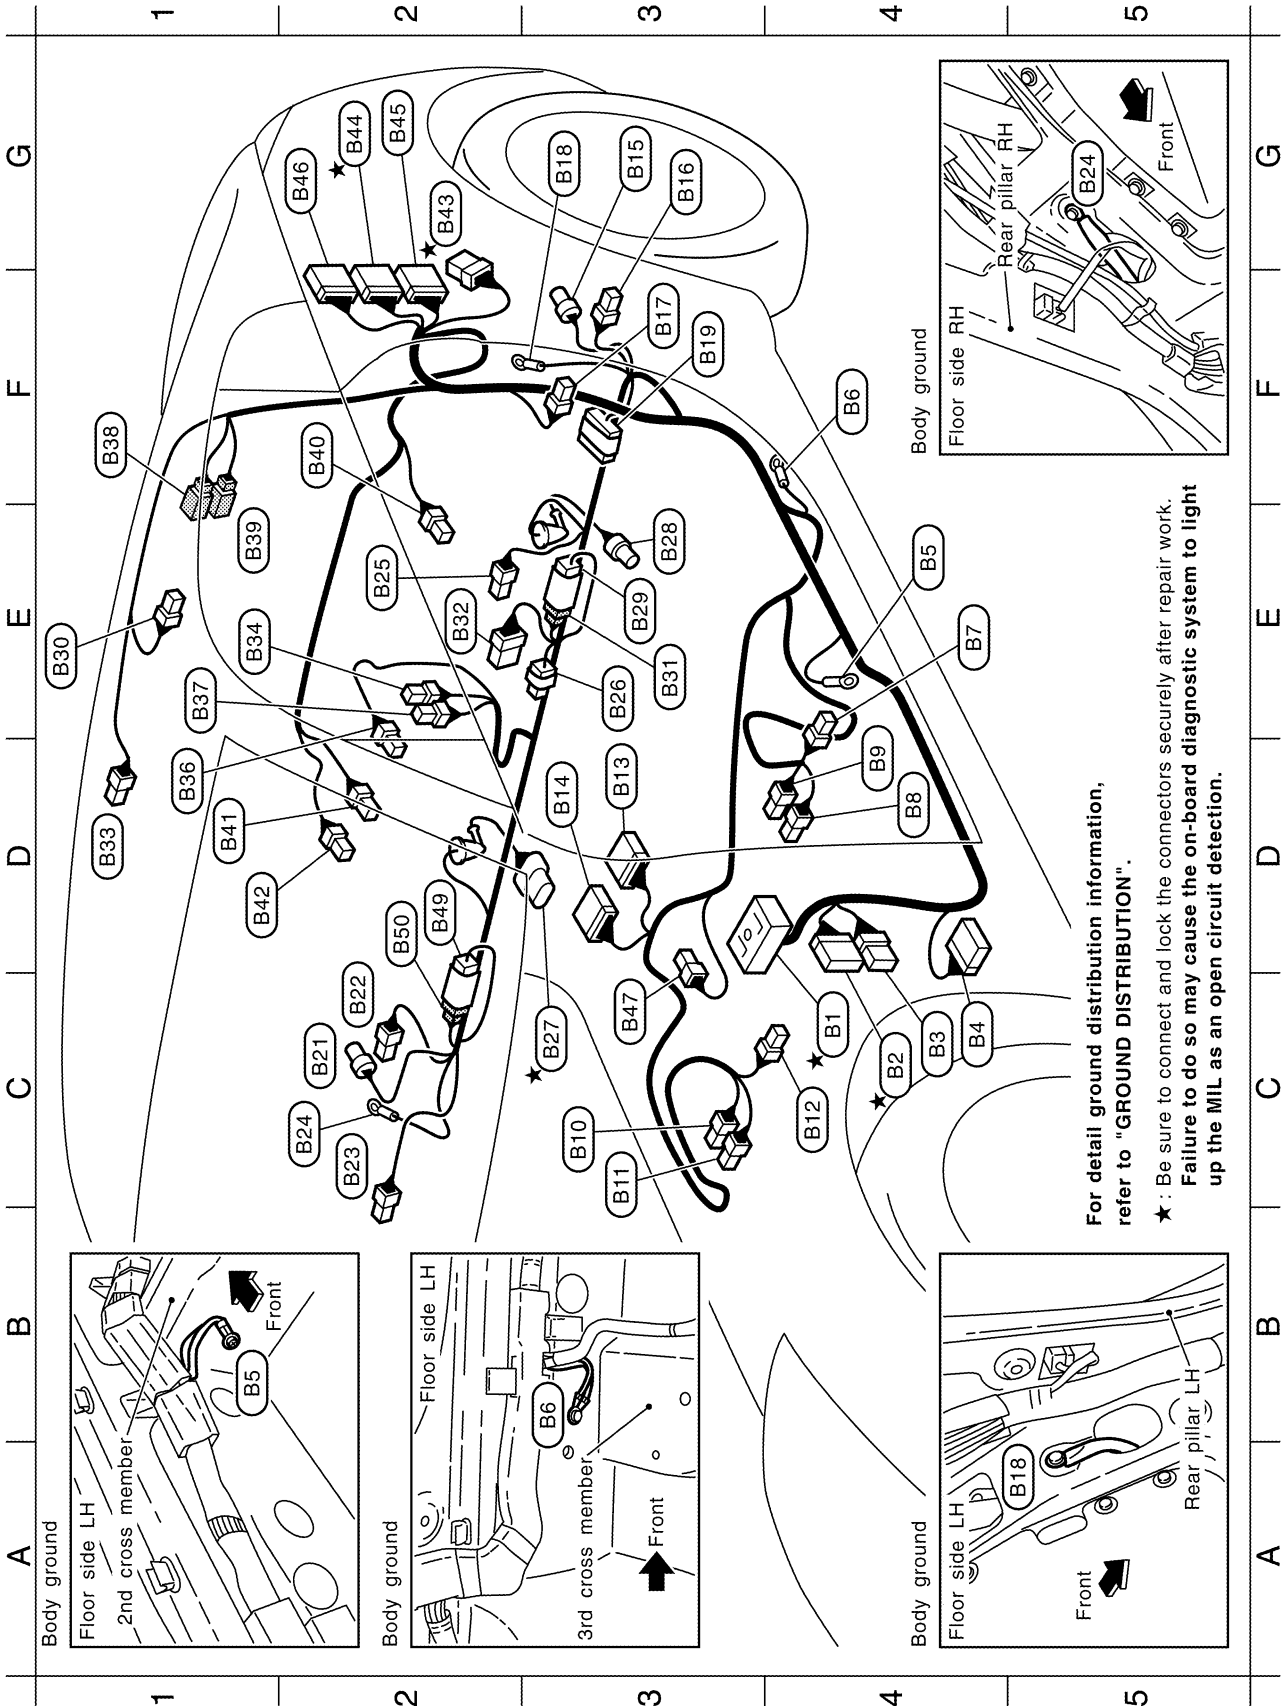 1
2
3
4
5
G
F
E
D
C
B
A
B46
★ B44
B45
★ B43
B18
B15
B16
B17
B19
B38
B40
B39
B6
B25
B28
B5
B30
B34
B32
B29
B7
B37
B31
B26
B36
B33
B41
B14
B13
B9
B8
B42
B50
B49
B22
B47
B21
★ B27
★ B1
B3
B4
★ B2
B24
B10
B12
B23
B11
Body ground
Floor side RH
Rear pillar RH
B24
Front
For detail ground distribution information,
refer to "GROUND DISTRIBUTION".
★ : Be sure to connect and lock the connectors securely after repair work.
Failure to do so may cause the on-board diagnostic system to light
up the MIL as an open circuit detection.
Body ground
Floor side LH
2nd cross member
B5
Front
Body ground
Floor side LH
B6
3rd cross member
Front
Body ground
Floor side LH
B18
Front
Rear pillar LH
G
F
E
D
C
B
A
1
2
3
4
5